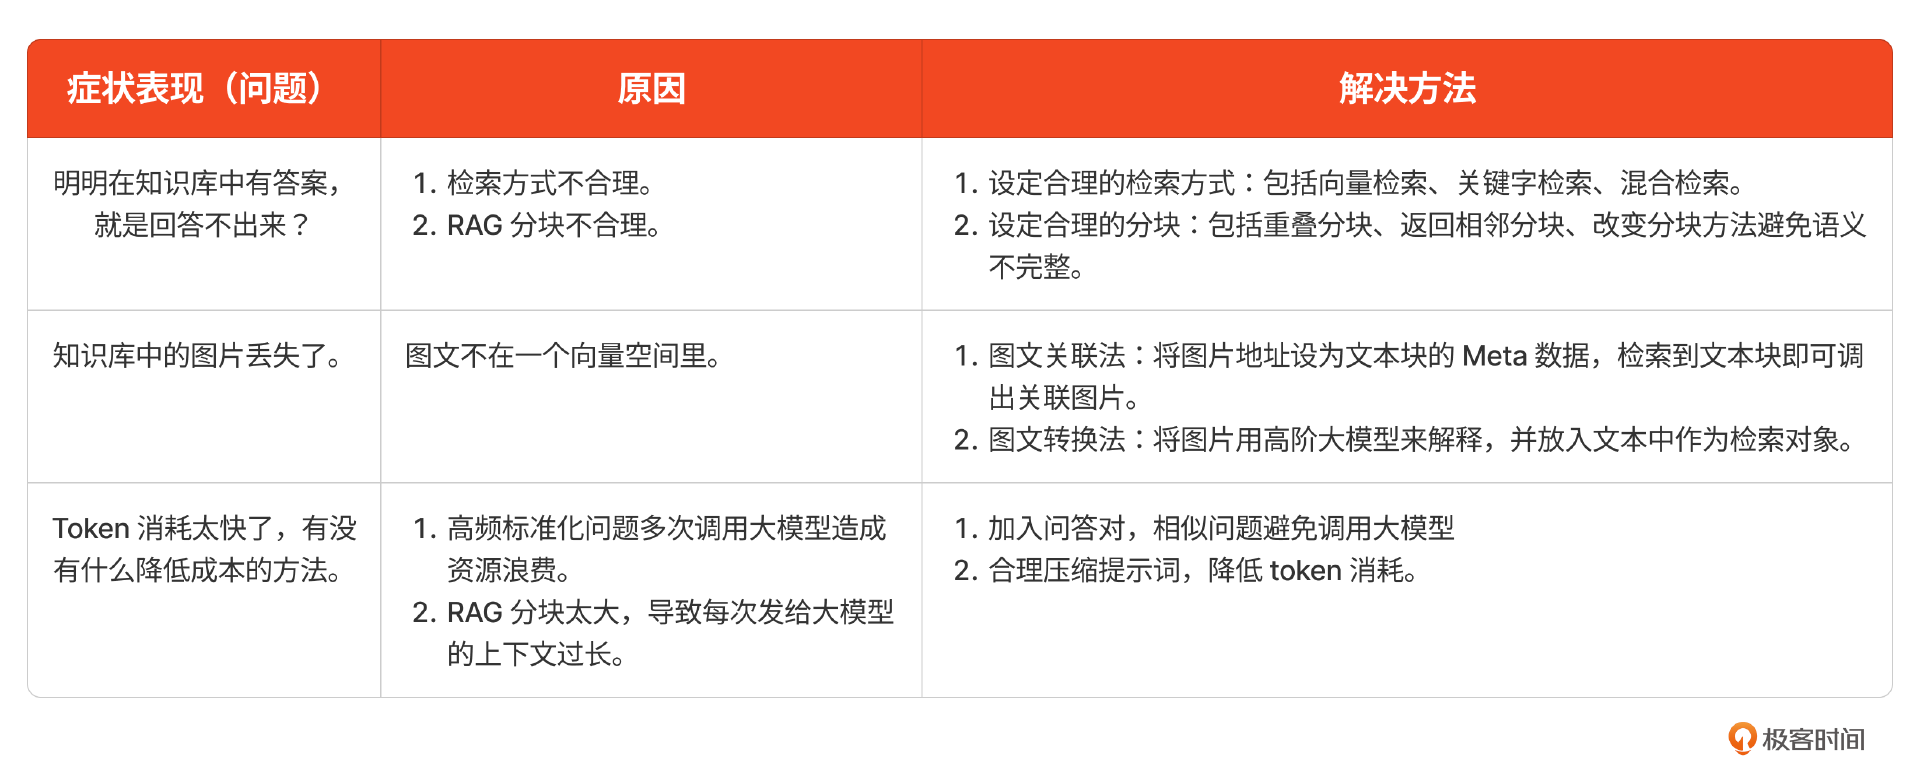 症状表现（问题）
原因
解决方法
明明在知识库中有答案，
就是回答不出来？
1. 检索方式不合理。
2. RAG 分块不合理。
1. 设定合理的检索方式：包括向量检索、关键字检索、混合检索。
2. 设定合理的分块：包括重叠分块、返回相邻分块、改变分块方法避免语义
不完整。
知识库中的图片丢失了。
图文不在一个向量空间里。
1. 图文关联法：将图片地址设为文本块的 Meta 数据，检索到文本块即可调
出关联图片。
2. 图文转换法：将图片用高阶大模型来解释，并放入文本中作为检索对象。
Token 消耗太快了，有没
有什么降低成本的方法。
1. 高频标准化问题多次调用大模型造成
资源浪费。
2. RAG 分块太大，导致每次发给大模型
的上下文过长。
1. 加入问答对，相似问题避免调用大模型
2. 合理压缩提示词，降低 token 消耗。
极客时间